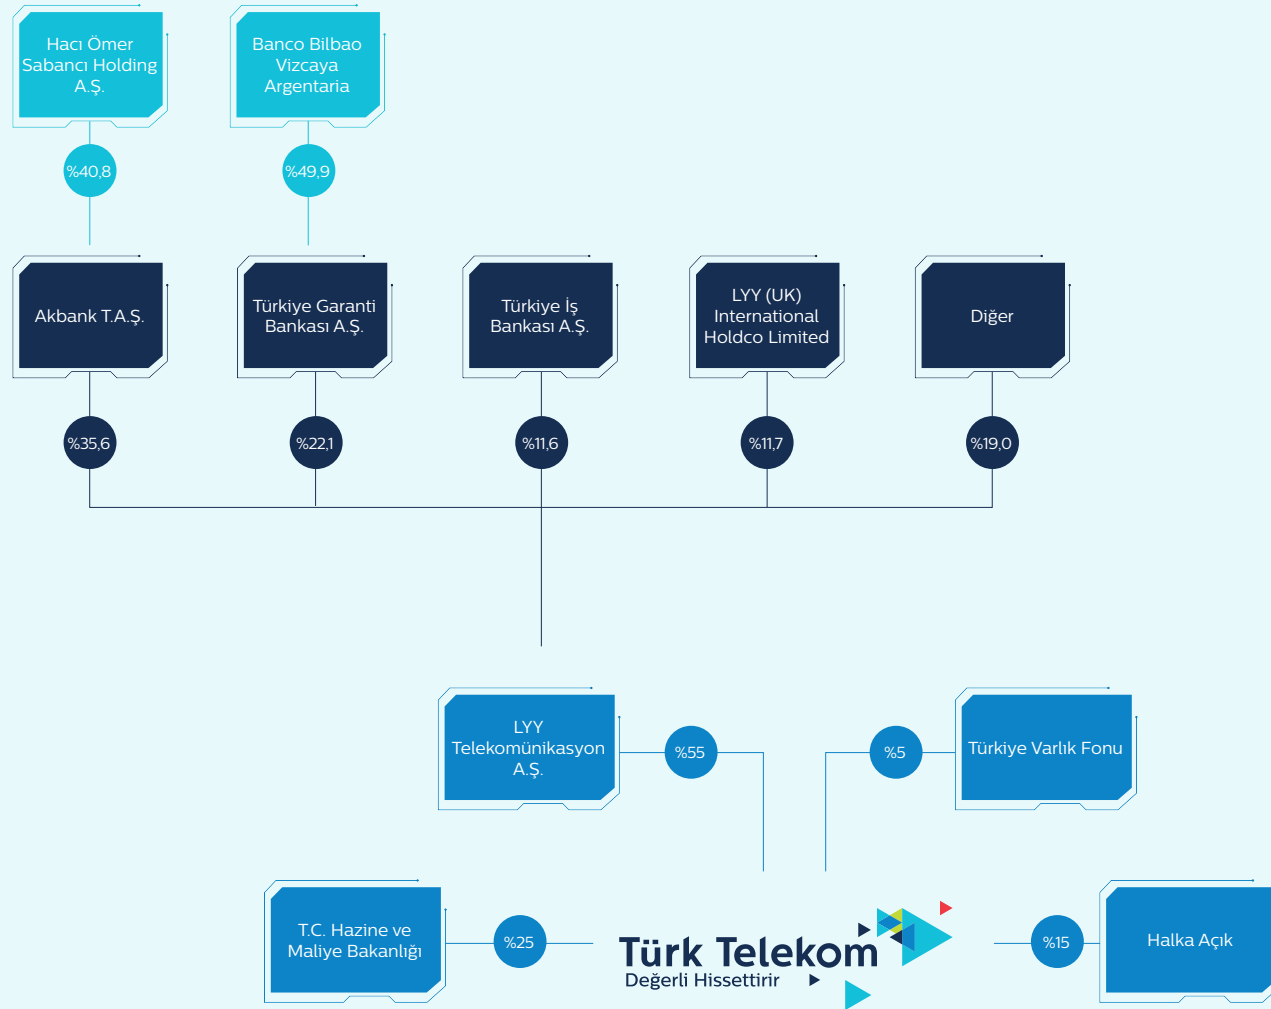 Hacı Ömer
Sabancı Holding
A.Ş.
Banco Bilbao
Vizcaya
Argentaria
%40,8
%49,9
Akbank T.A.Ş.
Türkiye Garanti
Bankası A.Ş.
Türkiye İş
Bankası A.Ş.
LYY (UK)
International
Holdco Limited
Diğer
%35,6
%22,1
%11,6
%11,7
%19,0
LYY
Telekomünikasyon
A.Ş.
%55
%5
Türkiye Varlık Fonu
T.C. Hazine ve
Maliye Bakanlığı
%25
Türk Telekom
Değerli Hissettirir
%15
Halka Açık